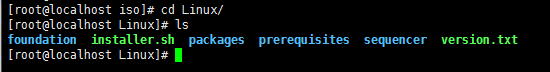 [root@localhost iso]# cd Linux/
[root@localhost Linux]# ls
foundation installer.sh packages prerequisites sequencer version.txt
[root@localhost Linux]#